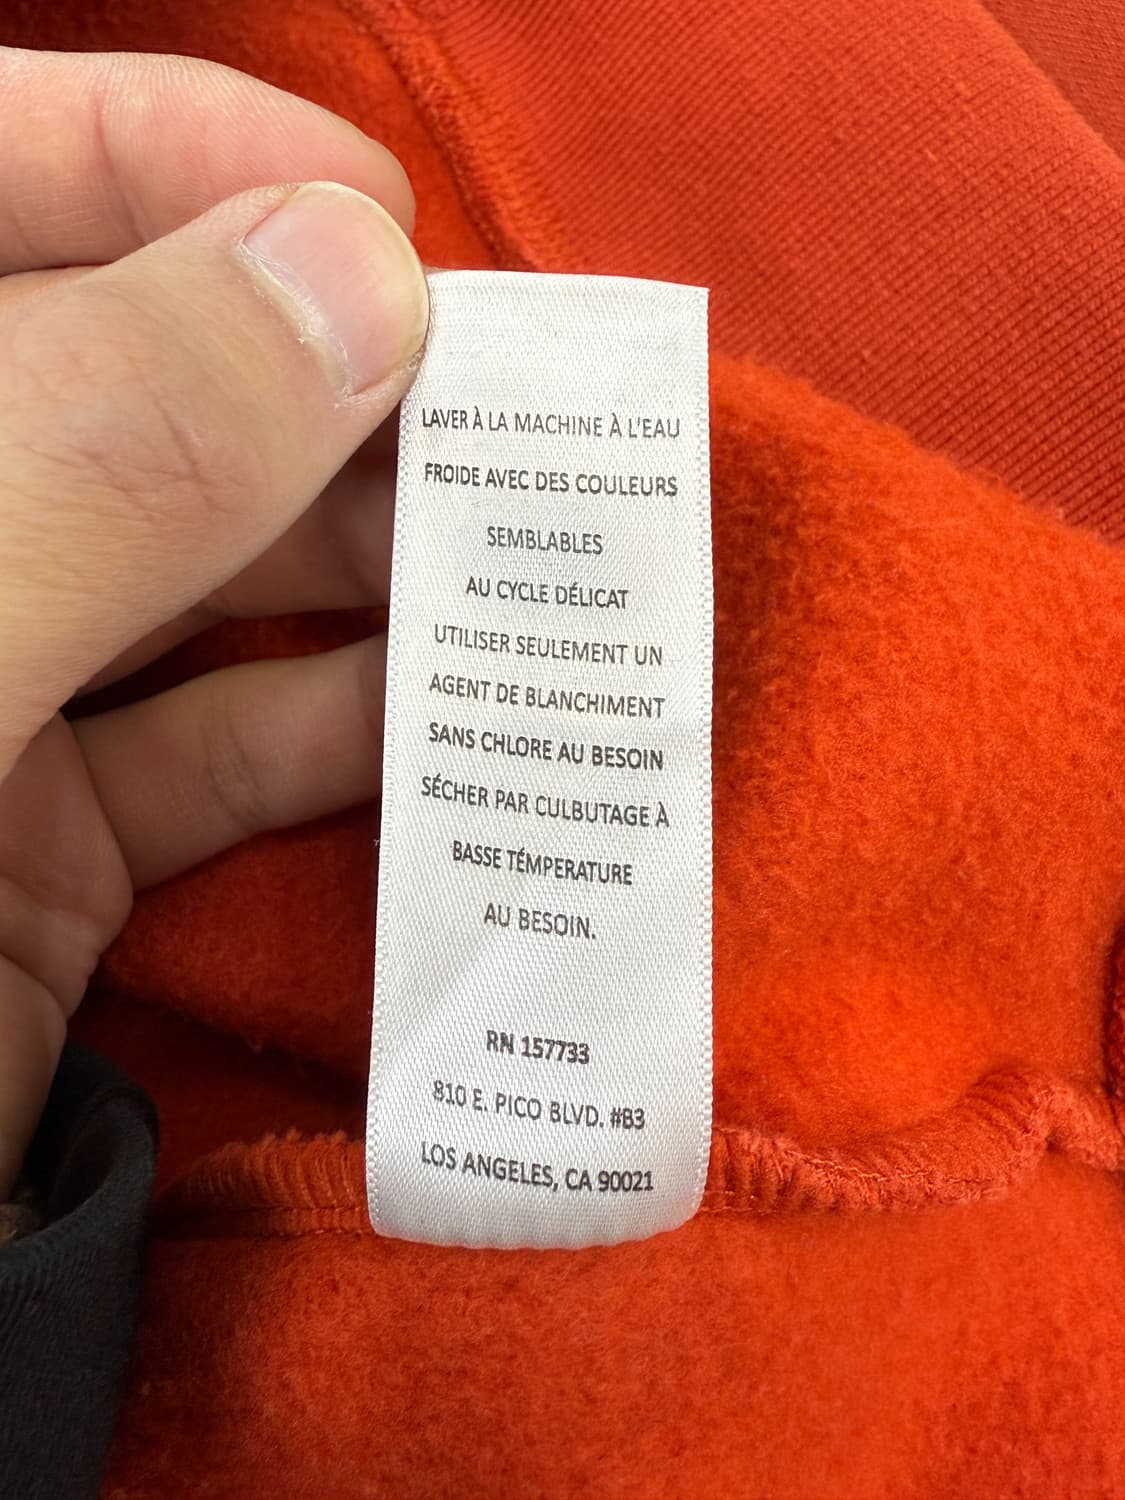 LAVER À LA MACHINE À L'EAU
FROIDE AVEC DES COULEURS
SEMBLABLES
AU CYCLE DÉLICAT
UTILISER SEULEMENT UN
AGENT DE BLANCHIMENT
SANS CHLORE AU BESOIN
SÉCHER PAR CULBUTAGE À
BASSE TÉMPERATURE
AU BESOIN.
RN 157733
810 E. PICO BLVD. #B3
LOS ANGELES, CA 90021